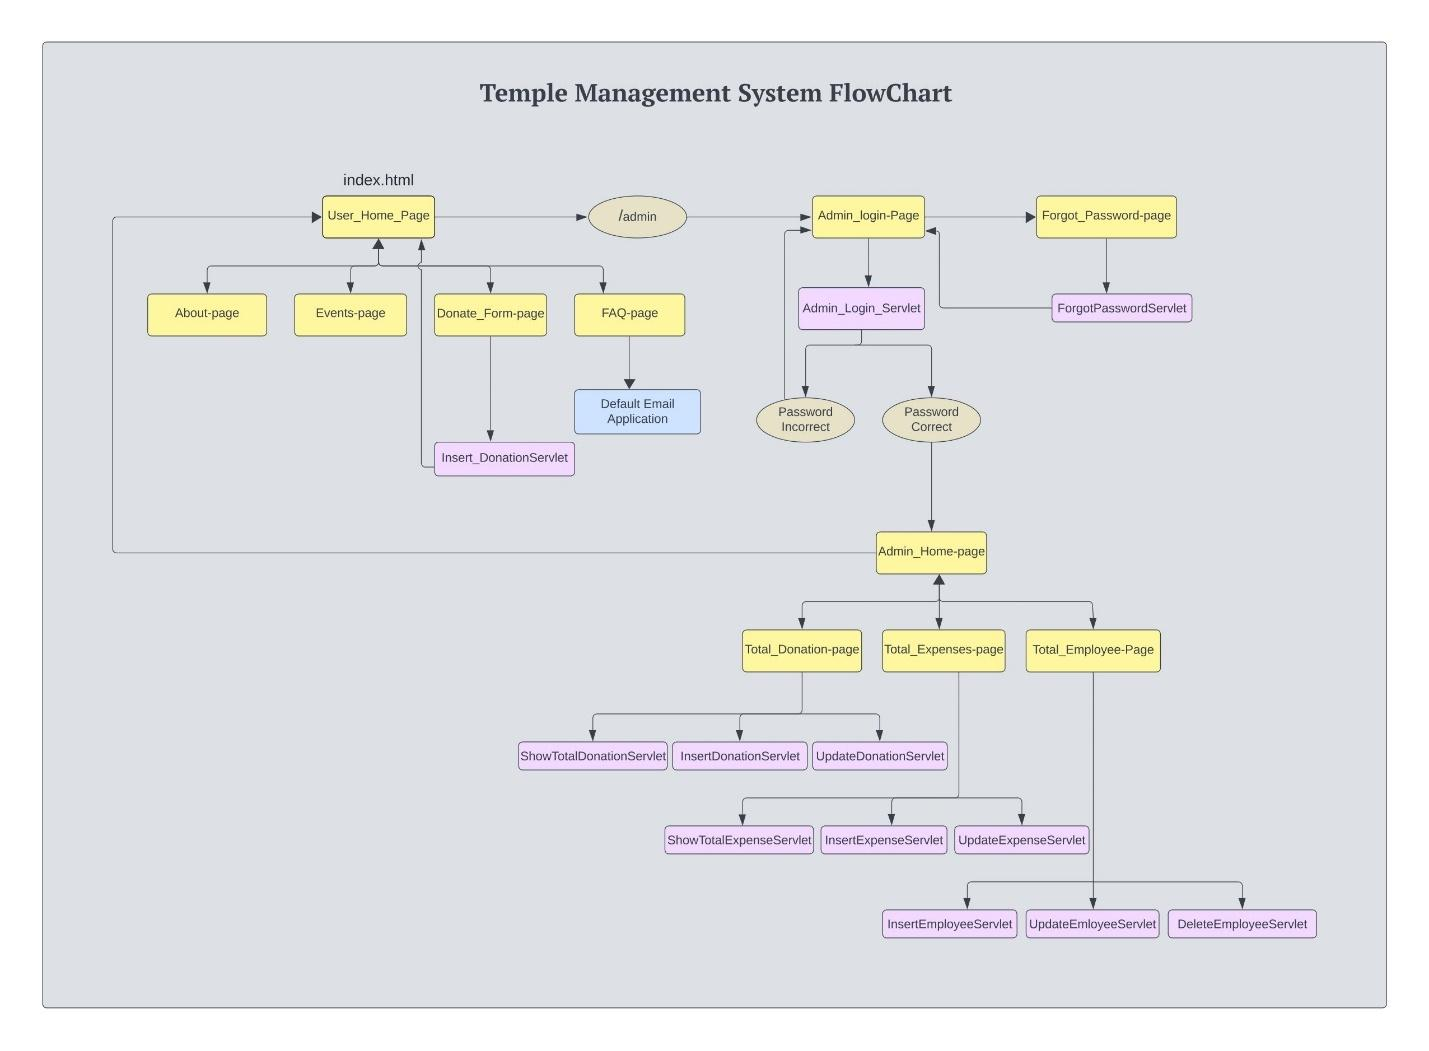 Temple Management System FlowChart
index.html
User_Home_Page
/admin
Admin_login-Page
Forgot_Password-page
About-page
Events-page
Donate_Form-page
FAQ-page
Admin_Login_Servlet
ForgotPasswordServlet
Default Email
Application
Password
Incorrect
Password
Correct
Insert_DonationServlet
Admin_Home-page
Total_Donation-page
Total_Expenses-page
Total_Employee-Page
ShowTotalDonationServlet
InsertDonationServlet
UpdateDonationServlet
ShowTotalExpenseServlet
InsertExpenseServlet
UpdateExpenseServlet
InsertEmployeeServlet
UpdateEmloyeeServlet
DeleteEmployeeServlet